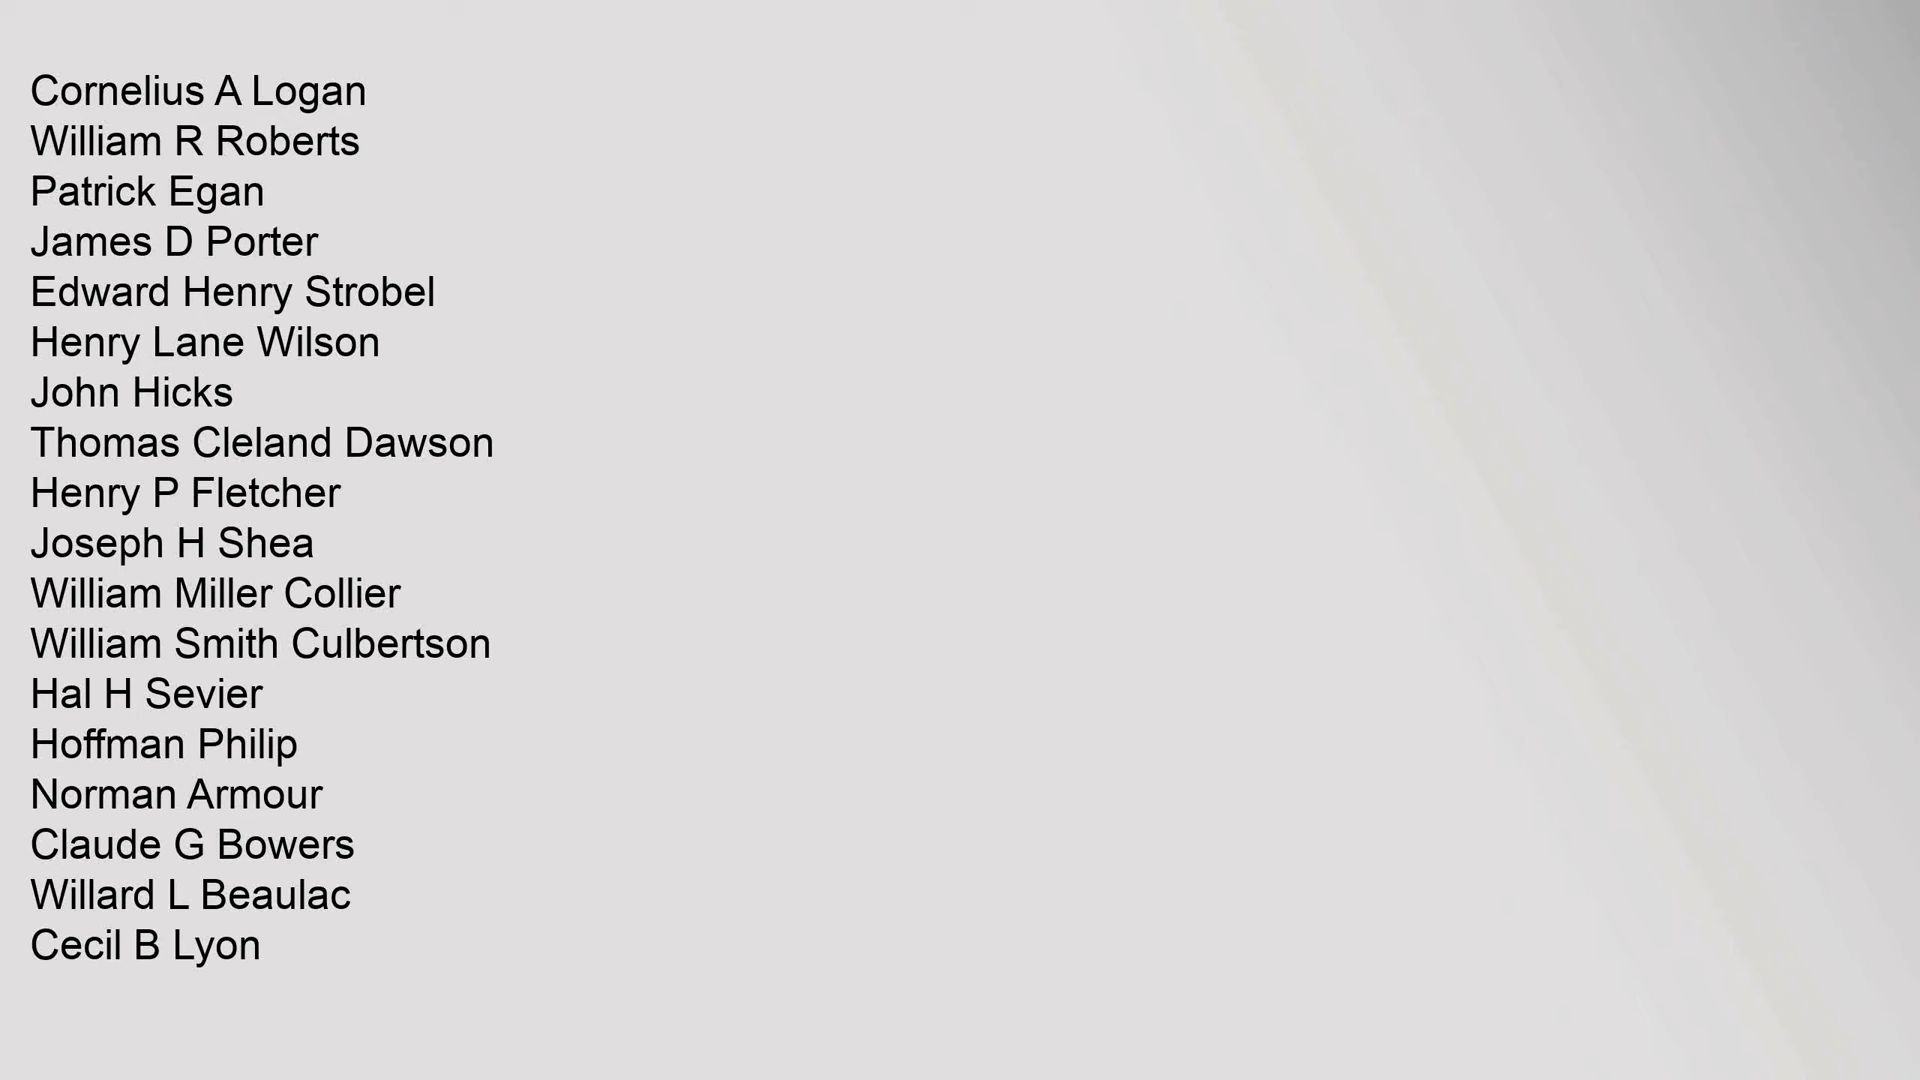 Cornelius A Logan
William R Roberts
Patrick Egan
James D Porter
Edward Henry Strobel
Henry Lane Wilson
John Hicks
Thomas Cleland Dawson
Henry P Fletcher
Joseph H Shea
William Miller Collier
William Smith Culbertson
Hal H Sevier
Hoffman Philip
Norman Armour
Claude G Bowers
Willard L Beaulac
Cecil B Lyon